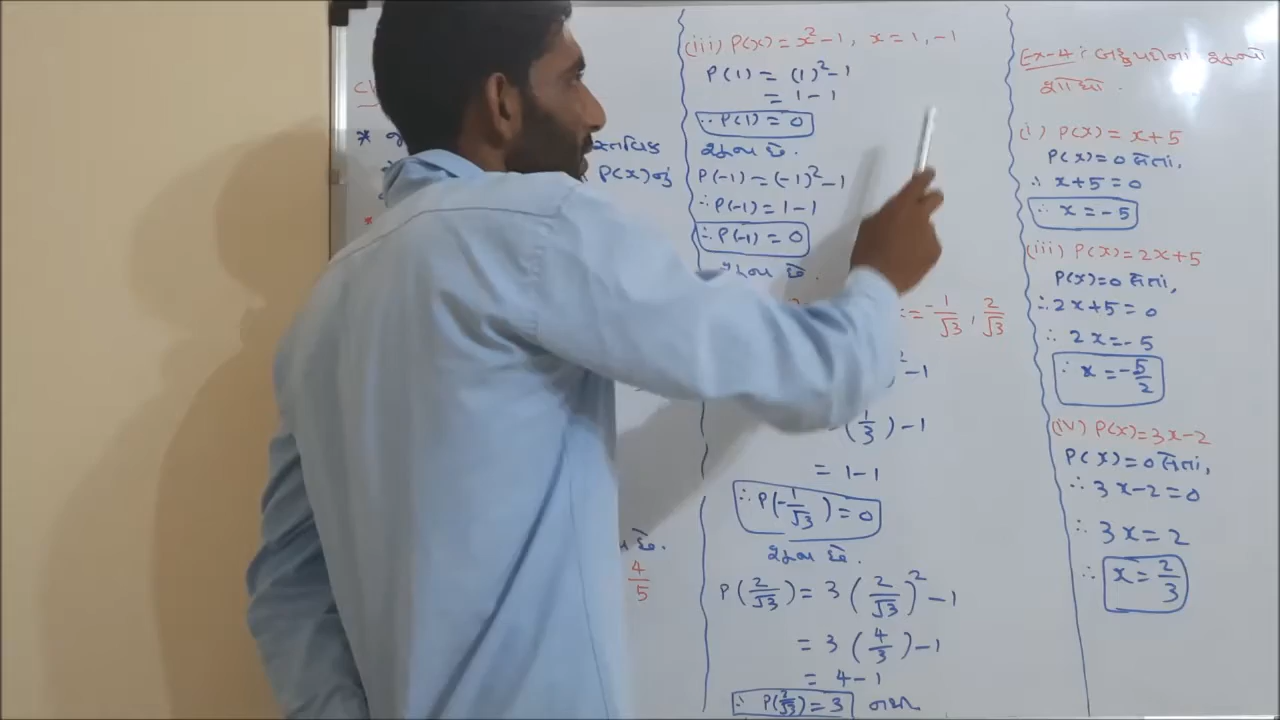 *
*
સ્તવિક
P(x)નું
છે.
4/5
(iii) P(x) = x² - 1, x = 1, -1
P(1) = (1)² - 1
= 1 - 1
∴ P(1) = 0
શૂન્ય છે.
P(-1) = (-1)² - 1
∴ P(-1) = 1 - 1
∴ P(-1) = 0
શૂન્ય છે.
= -1/√3, 2/√3
² - 1
(1/3) - 1
= 1 - 1
∴ P(-1/√3) = 0
શૂન્ય છે.
P(2/√3) = 3(2/√3)² - 1
= 3(4/3) - 1
= 4 - 1
∴ P(2/√3) = 3
Ex-4 : બહુપદીના શૂન્યો
શોધો.
(i) P(x) = x + 5
P(x) = 0 લેતાં,
∴ x + 5 = 0
∴ x = -5
(iii) P(x) = 2x + 5
P(x) = 0 લેતાં,
∴ 2x + 5 = 0
∴ 2x = -5
∴ x = -5/2
(iv) P(x) = 3x - 2
P(x) = 0 લેતાં,
∴ 3x - 2 = 0
∴ 3x = 2
∴ x = 2/3